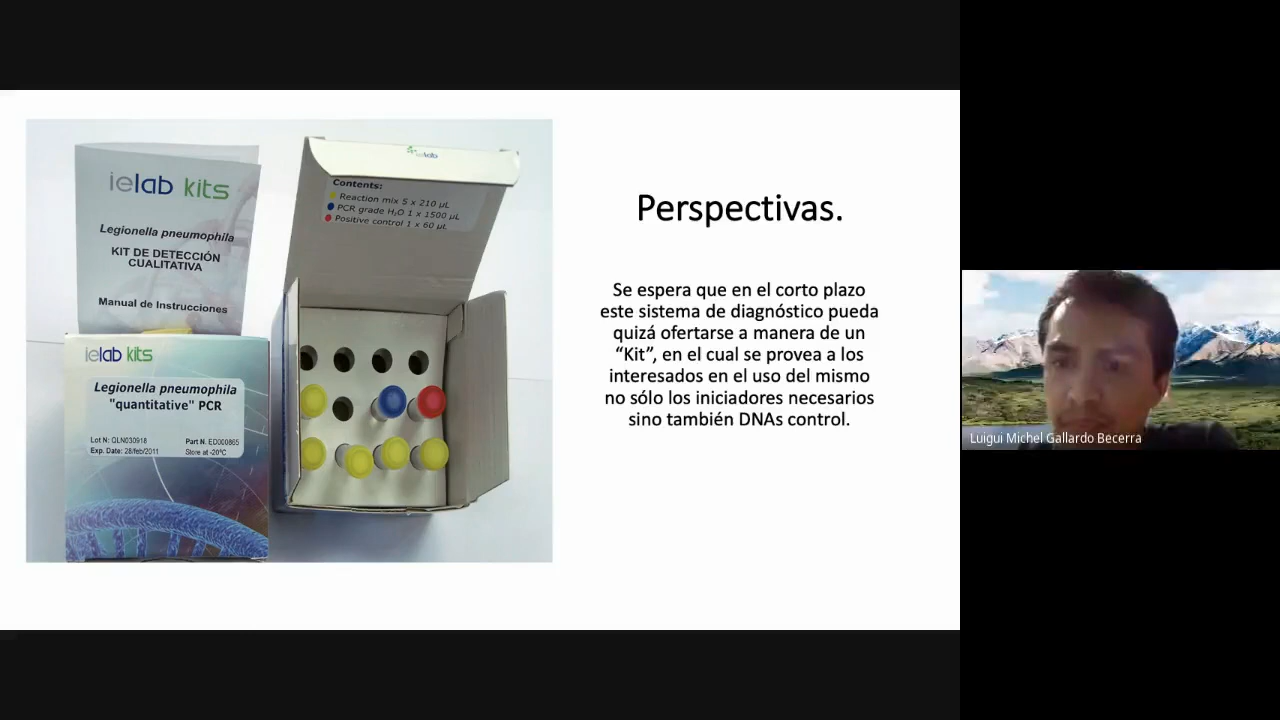 ielab kits
Legionella pneumophila
KIT DE DETECCIÓN
CUALITATIVA
Manual de Instrucciones
ielab
Contents:
Reaction mix 5 x 210 µL
PCR grade H₂O 1 x 1500 µL
Positive control 1 x 60 µL
ielab kits
Legionella pneumophila
"quantitative" PCR
Lot N: QLN030918 Part N. ED000865
Exp. Date: 28/feb/2011 Store at -20ºC
Perspectivas.
Se espera que en el corto plazo
este sistema de diagnóstico pueda
quizá ofertarse a manera de un
“Kit”, en el cual se provea a los
interesados en el uso del mismo
no sólo los iniciadores necesarios
sino también DNAs control.
Luigui Michel Gallardo Becerra